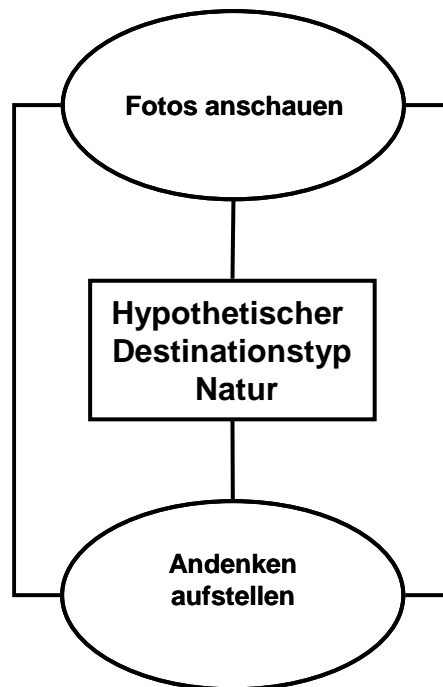 Fotos anschauen
Hypothetischer
Destinationstyp
Natur
Andenken
aufstellen